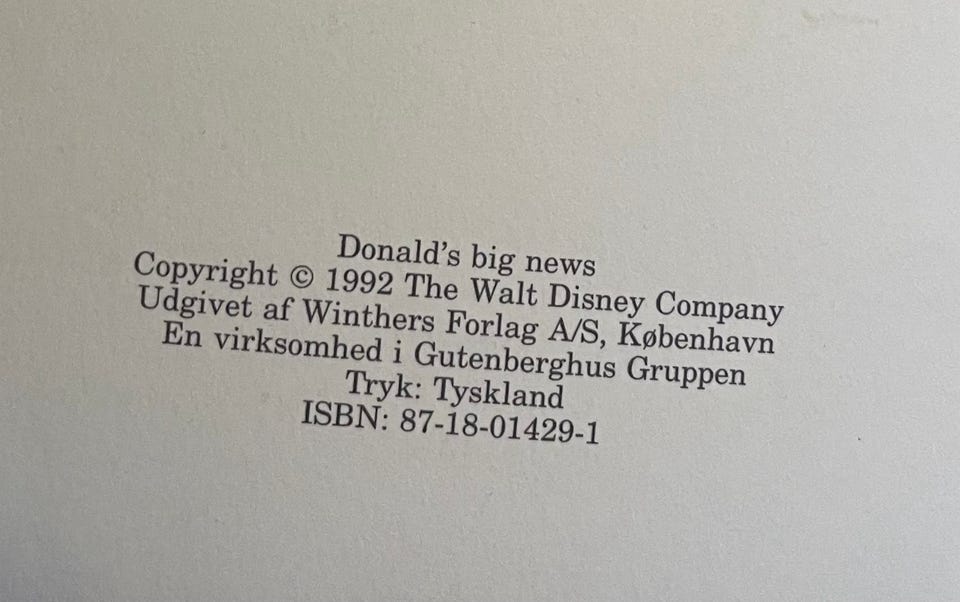 Donald's big news
Copyright © 1992 The Walt Disney Company
Udgivet af Winthers Forlag A/S, København
En virksomhed i Gutenberghus Gruppen
Tryk: Tyskland
ISBN: 87-18-01429-1